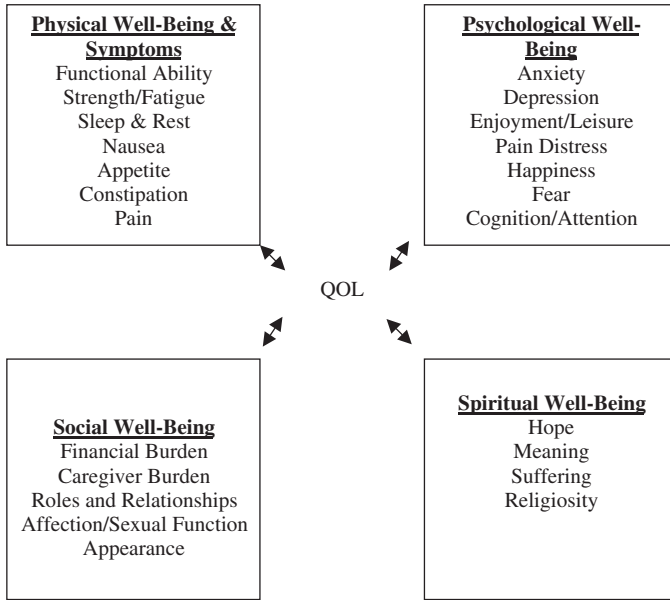 Physical Well-Being &
Symptoms
Functional Ability
Strength/Fatigue
Sleep & Rest
Nausea
Appetite
Constipation
Pain
Psychological Well-
Being
Anxiety
Depression
Enjoyment/Leisure
Pain Distress
Happiness
Fear
Cognition/Attention
QOL
Social Well-Being
Financial Burden
Caregiver Burden
Roles and Relationships
Affection/Sexual Function
Appearance
Spiritual Well-Being
Hope
Meaning
Suffering
Religiosity